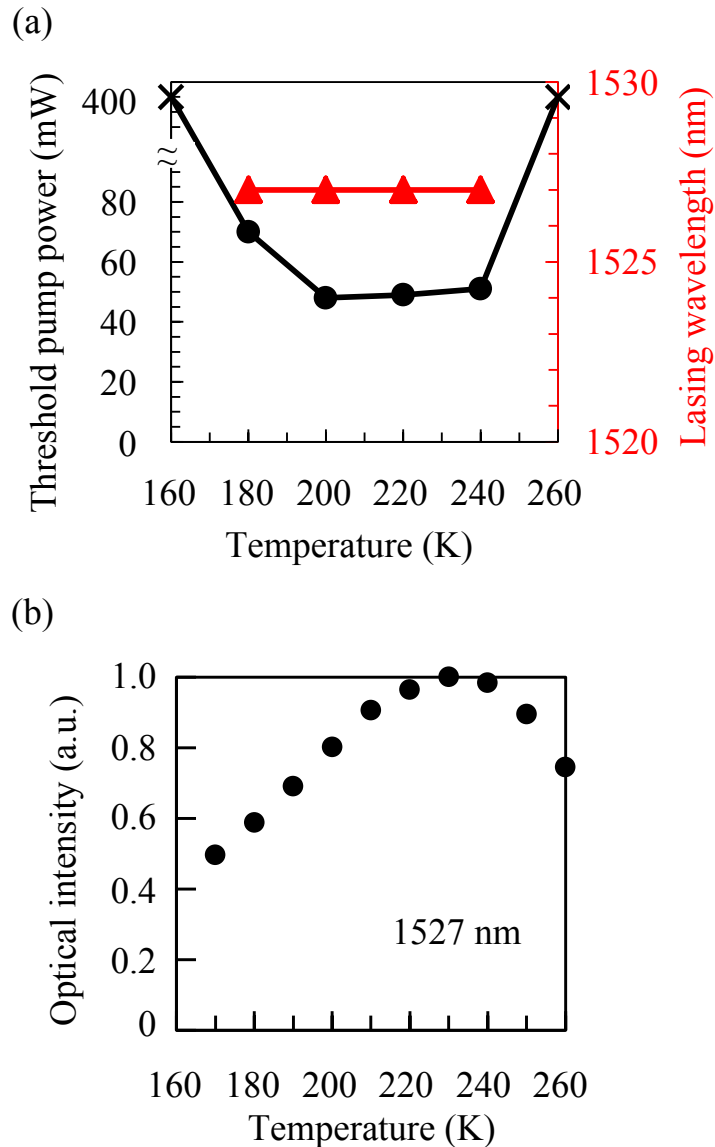 (a)
Threshold pump power (mW)
400
80
60
40
20
0
160 180 200 220 240 260
Temperature (K)
1530
1525
1520
Lasing wavelength (nm)
(b)
Optical intensity (a.u.)
1.0
0.8
0.6
0.4
0.2
0
1527 nm
160 180 200 220 240 260
Temperature (K)